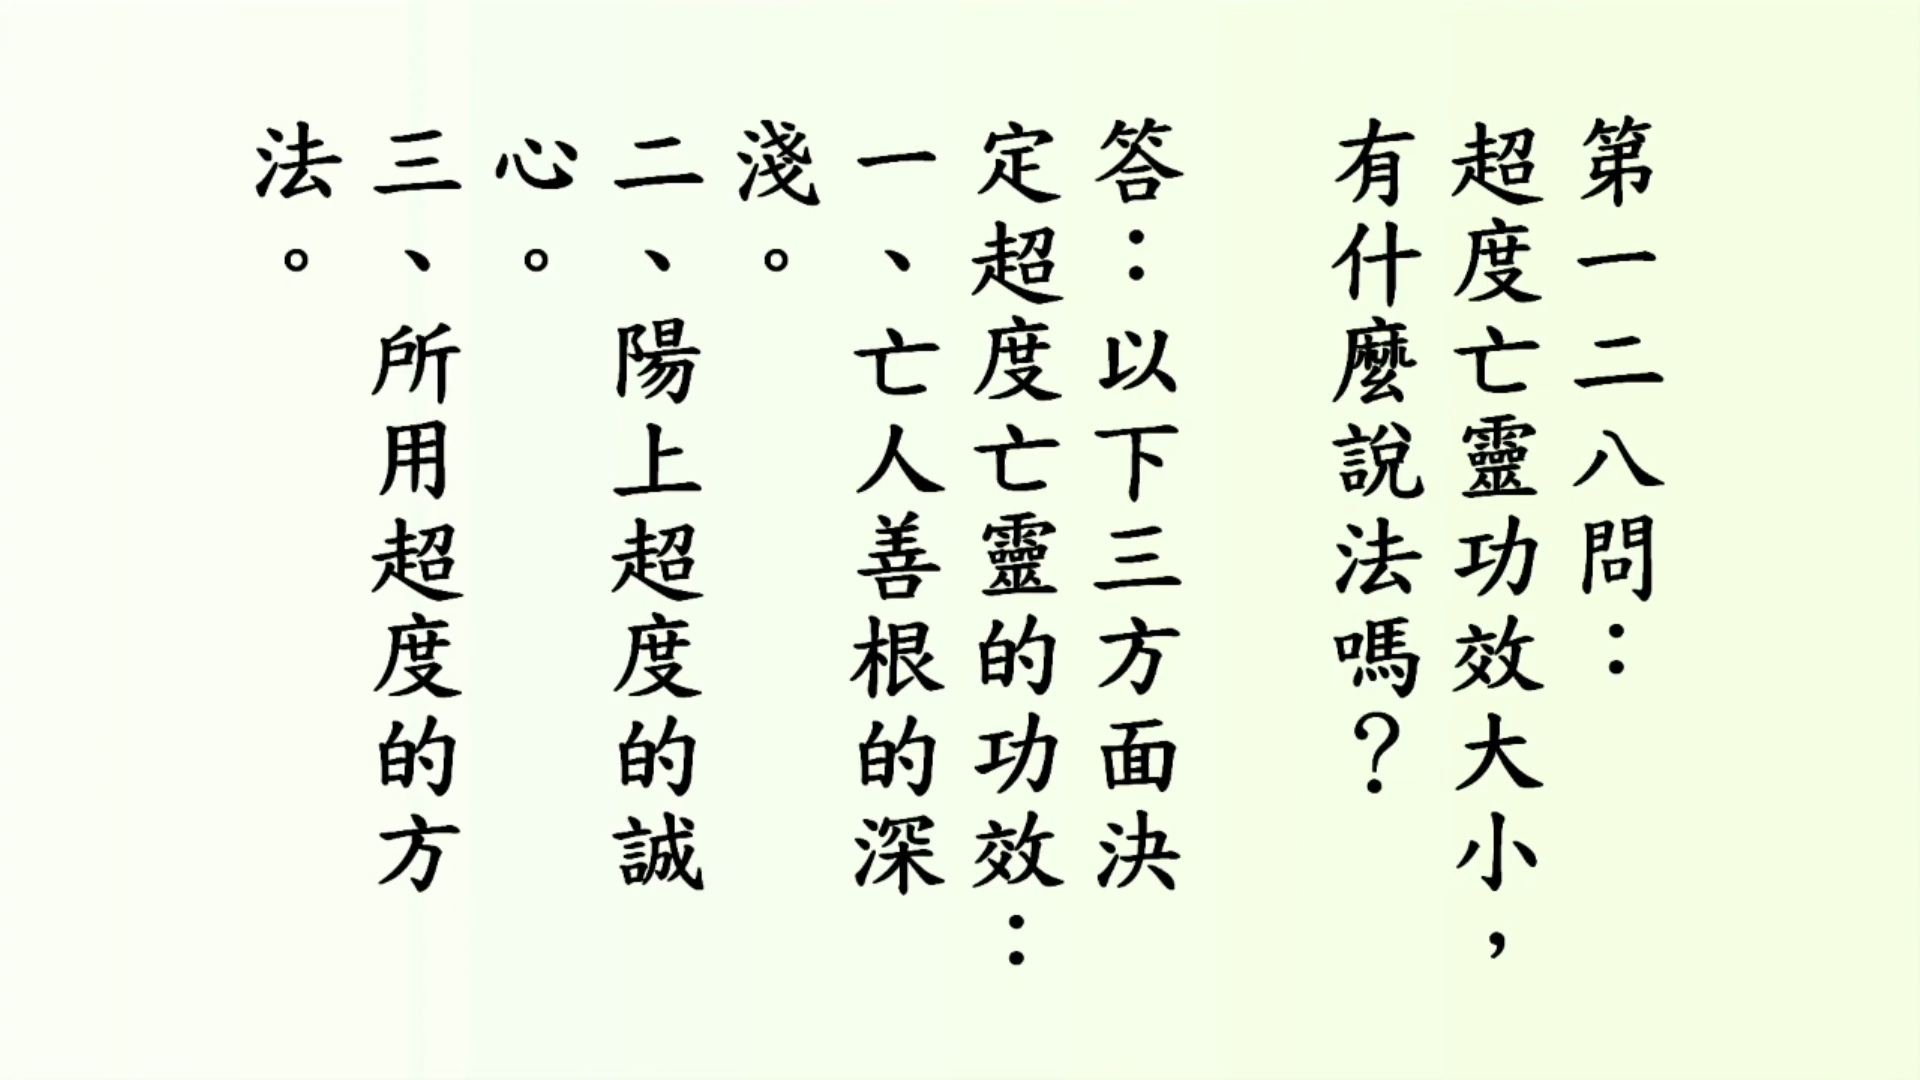 第一二八問：
超度亡靈功效大小，
有什麼說法嗎？
答：以下三方面決
定超度亡靈的功效：
一、亡人善根的深
淺。
二、陽上超度的誠
心。
三、所用超度的方
法。